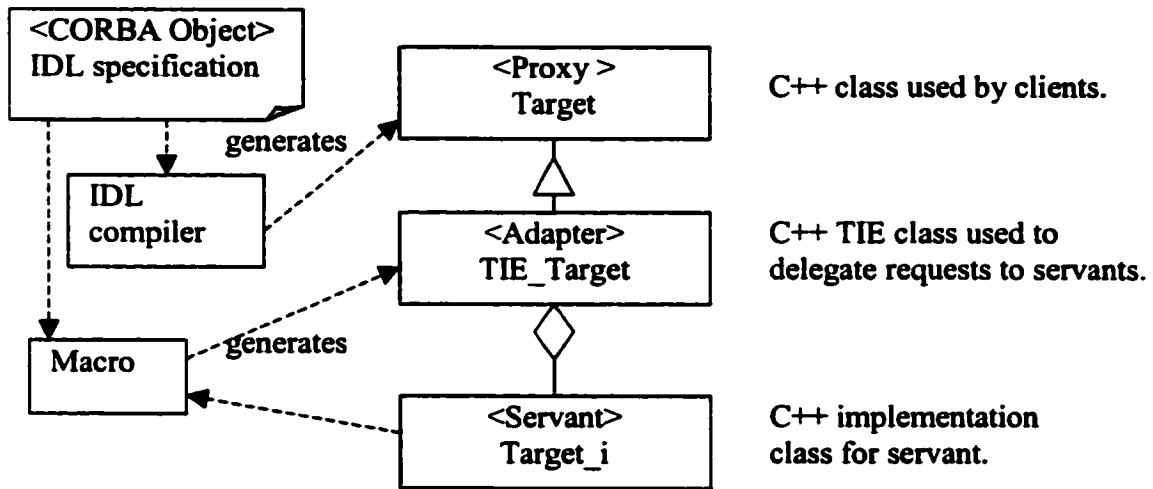 <CORBA Object>
IDL specification
<Proxy >
Target
C++ class used by clients.
generates
IDL
compiler
<Adapter>
TIE_Target
C++ TIE class used to
delegate requests to servants.
generates
Macro
<Servant>
Target_i
C++ implementation
class for servant.